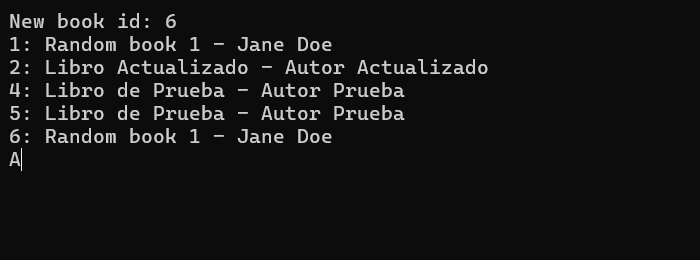 New book id: 6
1: Random book 1 - Jane Doe
2: Libro Actualizado - Autor Actualizado
4: Libro de Prueba - Autor Prueba
5: Libro de Prueba - Autor Prueba
6: Random book 1 - Jane Doe
A